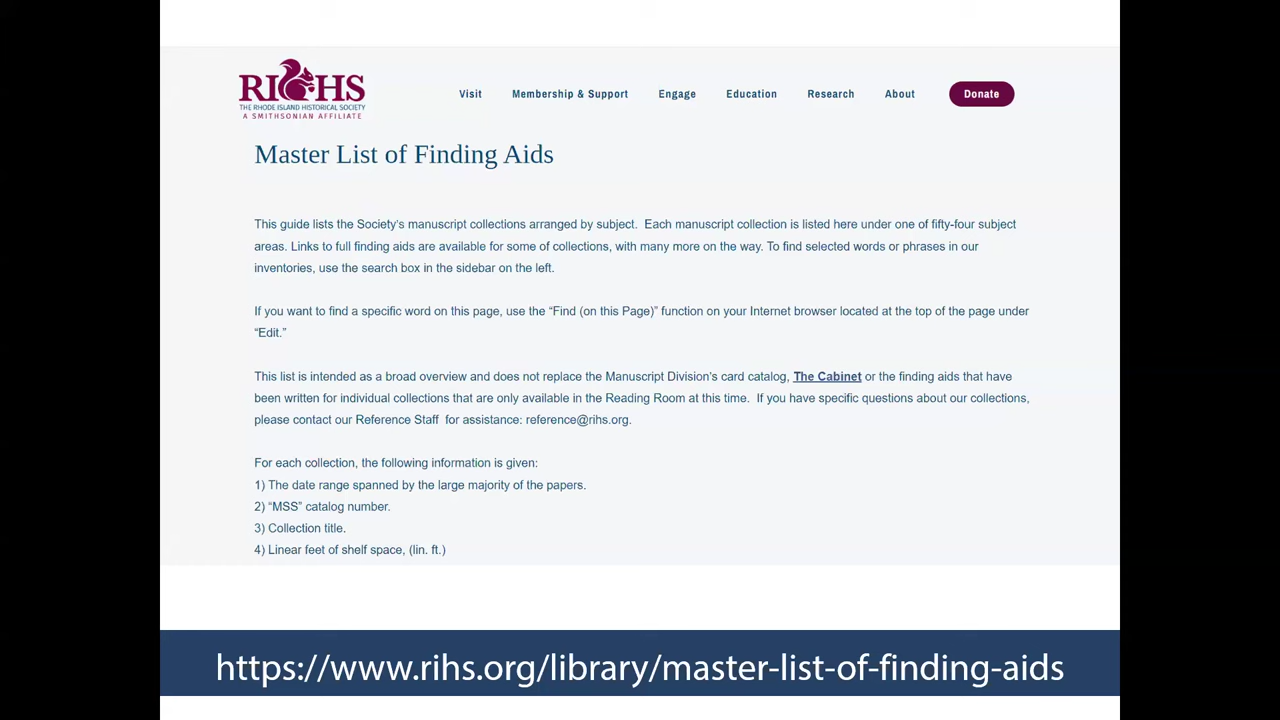 RIHS
THE RHODE ISLAND HISTORICAL SOCIETY
A SMITHSONIAN AFFILIATE
Visit Membership & Support Engage Education Research About Donate
Master List of Finding Aids
This guide lists the Society's manuscript collections arranged by subject.  Each manuscript collection is listed here under one of fifty-four subject
areas. Links to full finding aids are available for some of collections, with many more on the way. To find selected words or phrases in our
inventories, use the search box in the sidebar on the left.
If you want to find a specific word on this page, use the “Find (on this Page)” function on your Internet browser located at the top of the page under
“Edit.”
This list is intended as a broad overview and does not replace the Manuscript Division's card catalog, The Cabinet or the finding aids that have
been written for individual collections that are only available in the Reading Room at this time.  If you have specific questions about our collections,
please contact our Reference Staff  for assistance: reference@rihs.org.
For each collection, the following information is given:
1) The date range spanned by the large majority of the papers.
2) “MSS” catalog number.
3) Collection title.
4) Linear feet of shelf space, (lin. ft.)
https://www.rihs.org/library/master-list-of-finding-aids